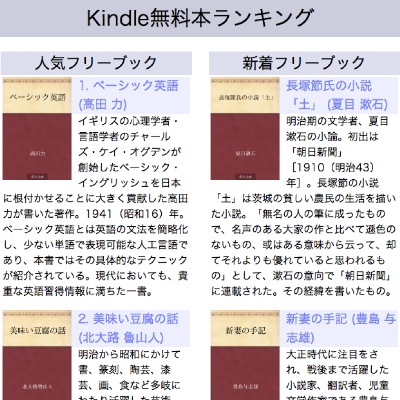 Kindle無料本ランキング
人気フリーブック
ベーシック英語
高田力
1. ベーシック英語
(高田 力)
イギリスの心理学者・
言語学者のチャール
ズ・ケイ・オグデンが
創始したベーシック・
イングリッシュを日本
に根付かせることに大きく貢献した高田
力が書いた著作。1941（昭和16）年。
ベーシック英語とは英語の文法を簡略化
し、少ない単語で表現可能な人工言語で
あり、本書ではその具体的なテクニック
が紹介されている。現代においても、貴
重な英語習得情報に満ちた一書。
美味い豆腐の話
北大路魯山人
2. 美味い豆腐の話
(北大路 魯山人)
明治から昭和にかけて
書、篆刻、陶芸、漆
芸、画、食など多岐に
わたり活躍した芸術
新着フリーブック
長塚節氏の小説「土」
夏目漱石
長塚節氏の小説
「土」 (夏目 漱石)
明治期の文学者、夏目
漱石の小論。初出は
「朝日新聞」
［1910（明治43）
年］。長塚節の小説
「土」は茨城の貧しい農民の生活を描い
た小説。「無名の人の筆に成ったもの
で、名声のある大家の作と比べて遜色の
ないもの、或はある意味から云って、却
てそれよりも優れていると思われるも
の」として、漱石の意向で「朝日新聞」
に連載された。その経緯を書いたもの。
新妻の手記
豊島与志雄
新妻の手記 (豊島 与
志雄)
大正時代に注目をさ
れ、戦後まで活躍した
小説家、翻訳者、児童
文学作家である豊島与